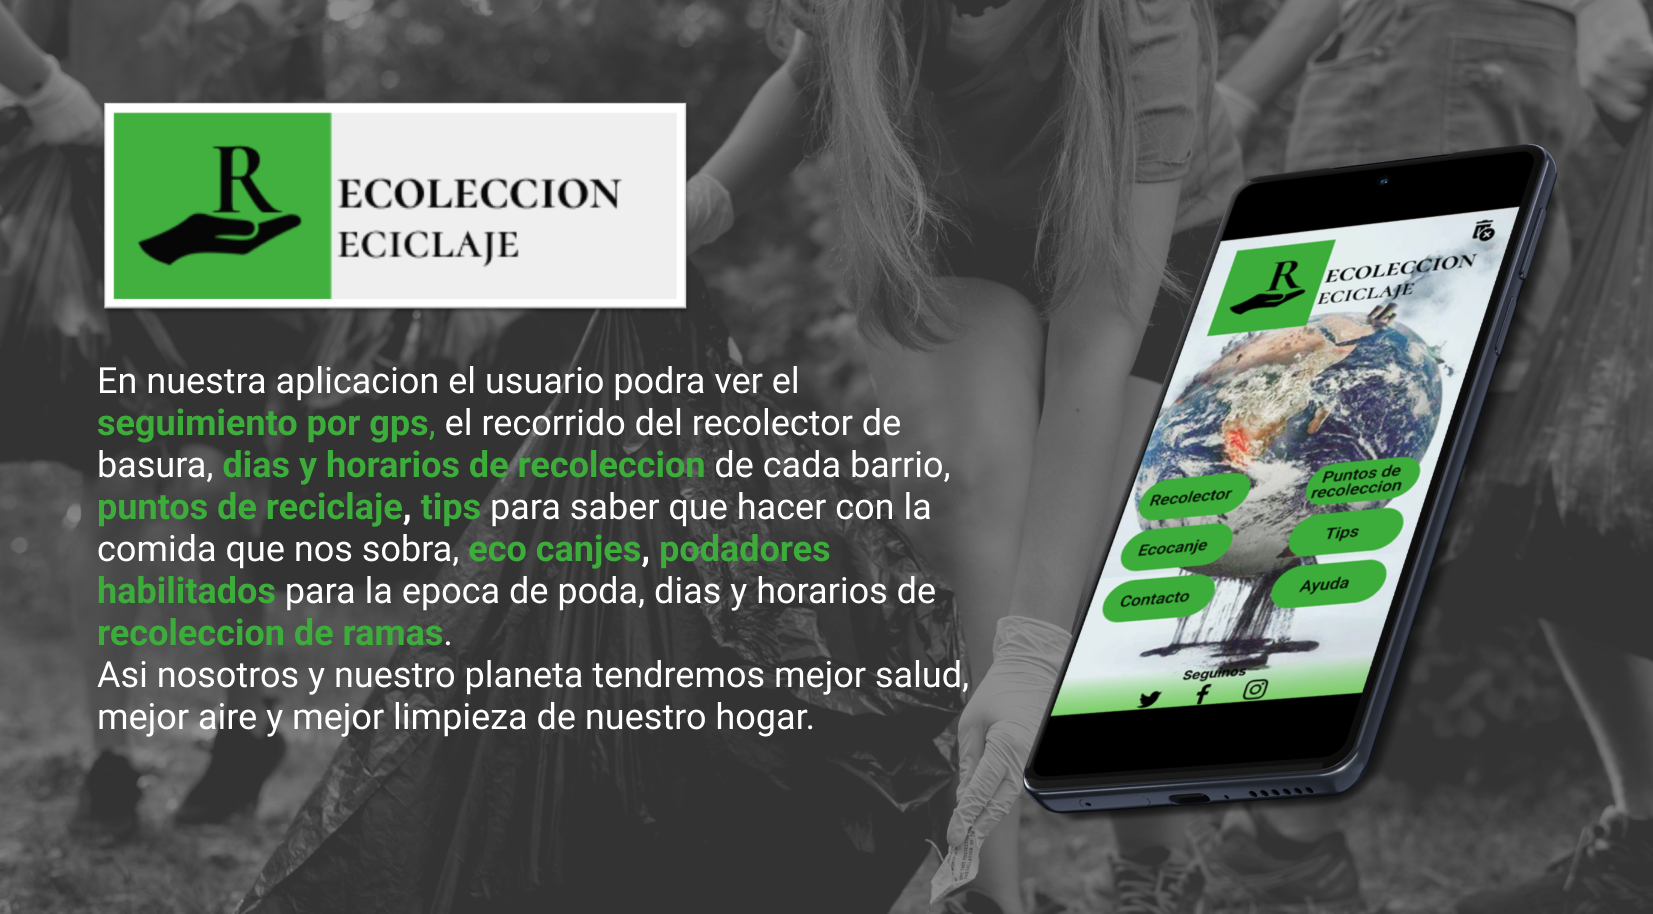 R
ECOLECCION
ECICLAJE
En nuestra aplicacion el usuario podra ver el
seguimiento por gps, el recorrido del recolector de
basura, dias y horarios de recoleccion de cada barrio,
puntos de reciclaje, tips para saber que hacer con la
comida que nos sobra, eco canjes, podadores
habilitados para la epoca de poda, dias y horarios de
recoleccion de ramas.
Asi nosotros y nuestro planeta tendremos mejor salud,
mejor aire y mejor limpieza de nuestro hogar.
R
ECOLECCION
ECICLAJE
Recolector
Puntos de
recoleccion
Ecocanje
Tips
Contacto
Ayuda
Seguinos